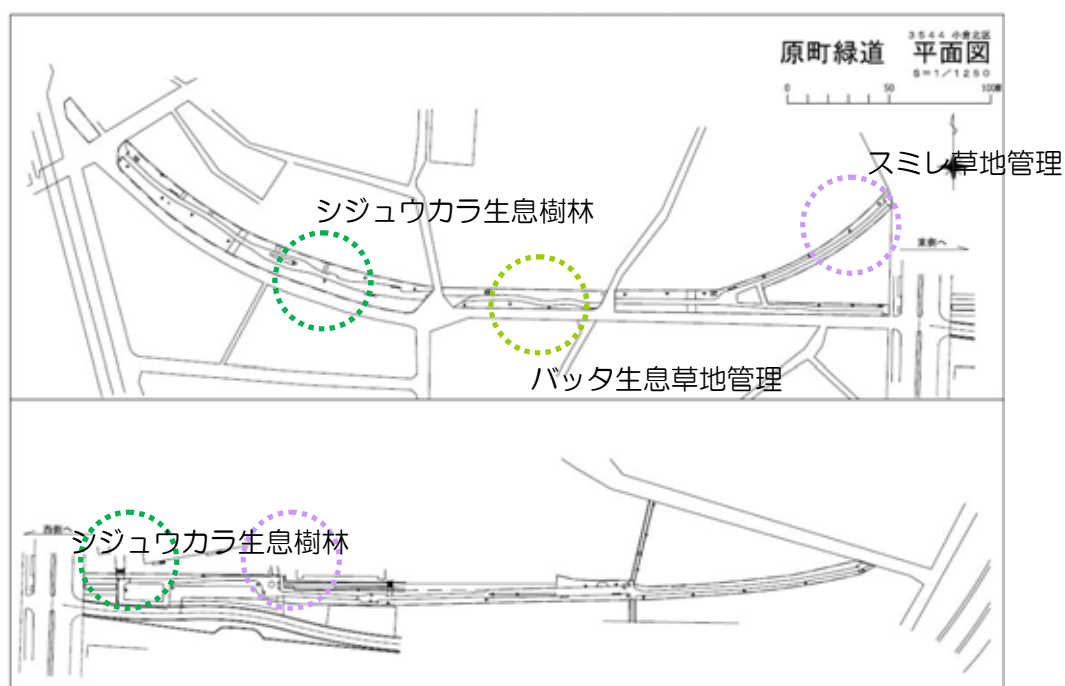 3544 小倉北区
原町緑道 平面図
S=1/1250
0 50 100m
スミレ草地管理
シジュウカラ生息樹林
東側へ
バッタ生息草地管理
西側へ
シジュウカラ生息樹林